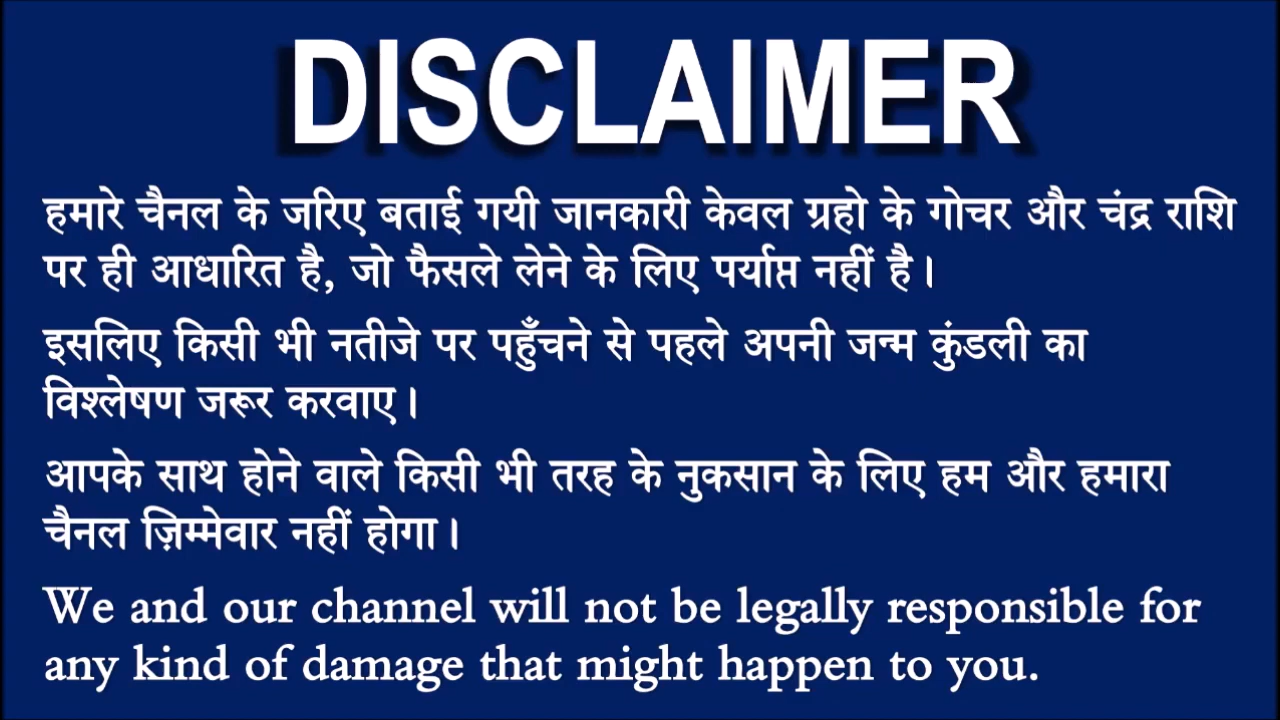 DISCLAIMER
हमारे चैनल के जरिए बताई गयी जानकारी केवल ग्रहो के गोचर और चंद्र राशि
पर ही आधारित है, जो फैसले लेने के लिए पर्याप्त नहीं है।
इसलिए किसी भी नतीजे पर पहुँचने से पहले अपनी जन्म कुंडली का
विश्लेषण जरूर करवाए।
आपके साथ होने वाले किसी भी तरह के नुकसान के लिए हम और हमारा
चैनल ज़िम्मेवार नहीं होगा।
We and our channel will not be legally responsible for
any kind of damage that might happen to you.